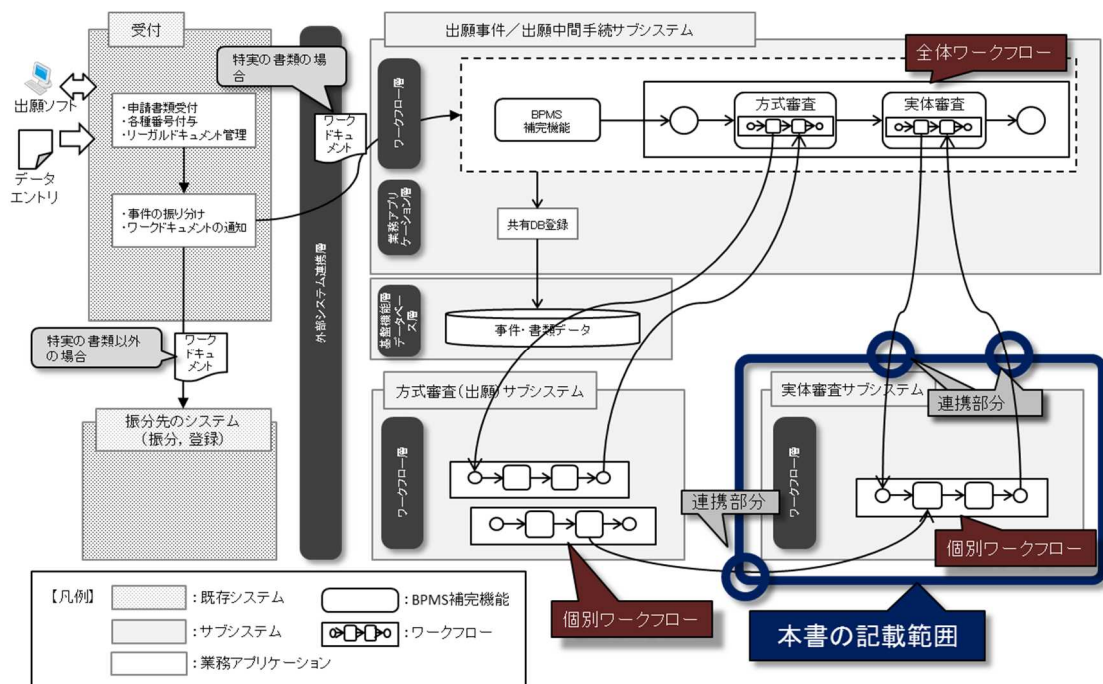 受付
出願ソフト
データ
エントリ
・申請書類受付
・各種番号付与
・リーガルドキュメント管理
・事件の振り分け
・ワークドキュメントの通知
特実の書類の場
合
ワーク
ドキュ
メント
特実の書類以外
の場合
ワーク
ドキュ
メント
振分先のシステム
(振分, 登録)
外部システム連携層
出願事件／出願中間手続サブシステム
全体ワークフロー
ワークフロー層
BPMS
補完機能
方式審査
実体審査
業務アプリ
ケーション層
共有DB登録
基盤機能層
データベー
ス層
事件・書類データ
方式審査(出願)サブシステム
ワークフロー層
個別ワークフロー
連携部分
実体審査サブシステム
連携部分
ワークフロー層
個別ワークフロー
本書の記載範囲
【凡例】
：既存システム
：サブシステム
：業務アプリケーション
：BPMS補完機能
：ワークフロー